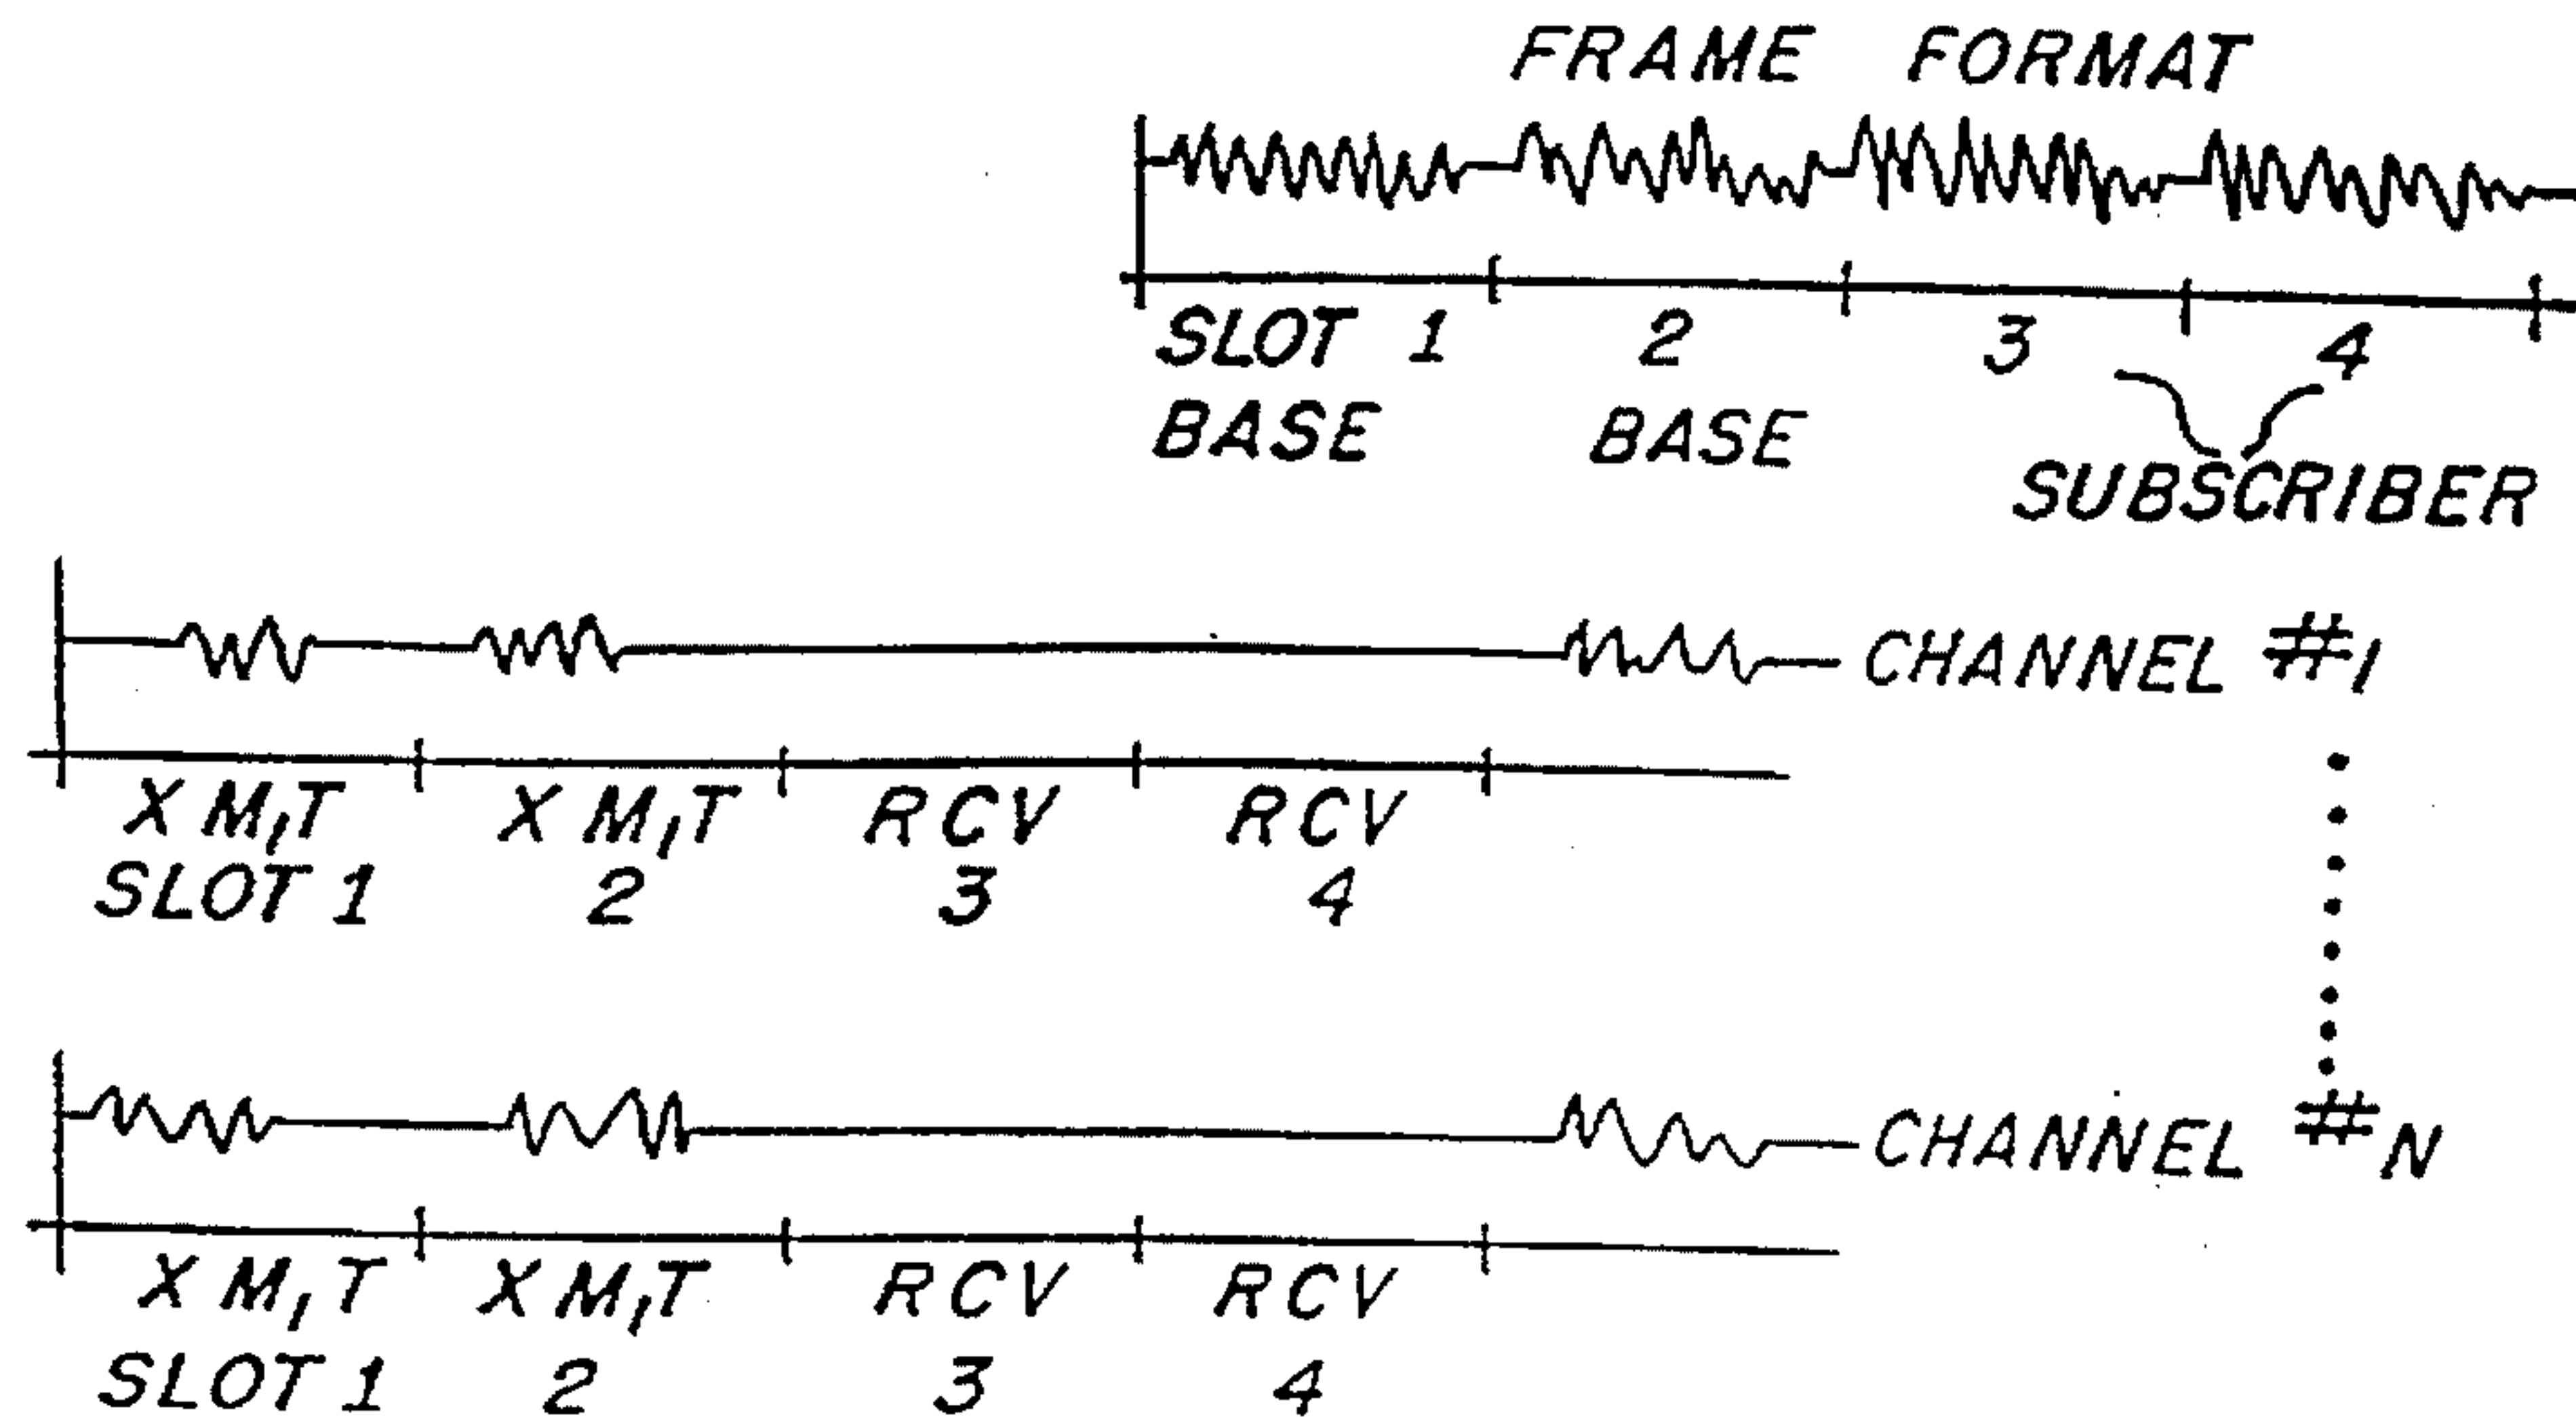 FRAME FORMAT
SLOT 1 2 3 4
BASE BASE
SUBSCRIBER
CHANNEL #1
XMIT XMIT RCV RCV
SLOT 1 2 3 4
CHANNEL #N
XMIT XMIT RCV RCV
SLOT 1 2 3 4